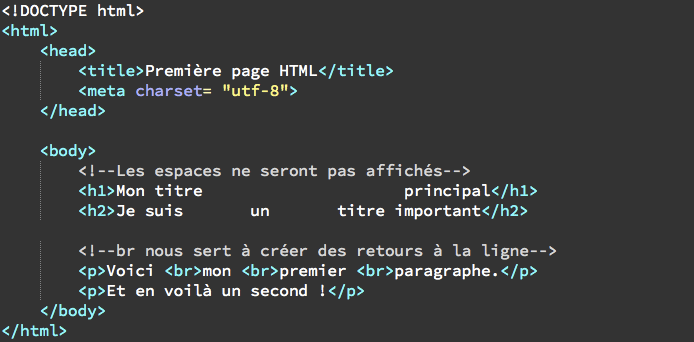 <!DOCTYPE html>
<html>
    <head>
        <title>Première page HTML</title>
        <meta charset= "utf-8">
    </head>

    <body>
        <!--Les espaces ne seront pas affichés-->
        <h1>Mon titre                     principal</h1>
        <h2>Je suis       un       titre important</h2>

        <!--br nous sert à créer des retours à la ligne-->
        <p>Voici <br>mon <br>premier <br>paragraphe.</p>
        <p>Et en voilà un second !</p>
    </body>
</html>